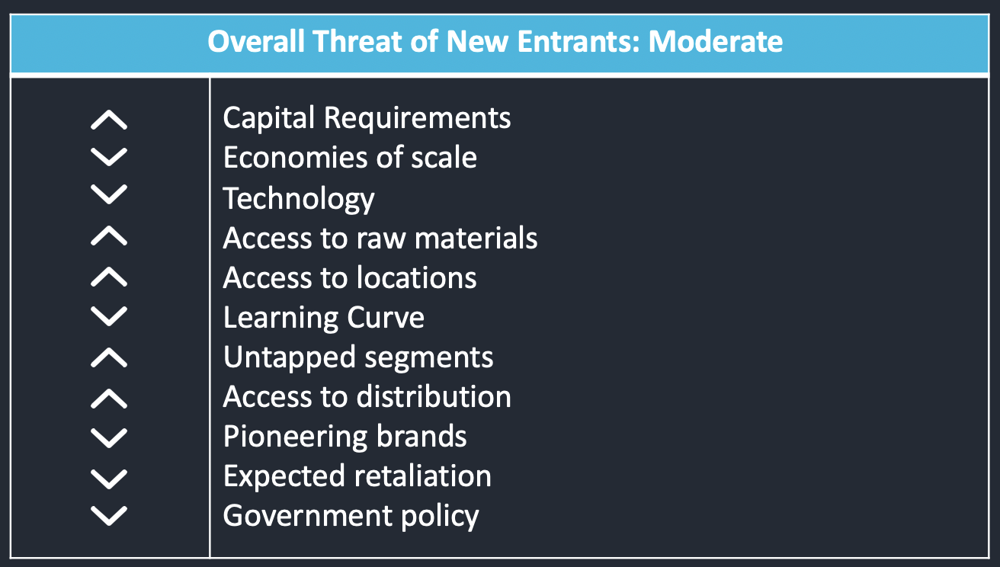 Overall Threat of New Entrants: Moderate
Capital Requirements
Economies of scale
Technology
Access to raw materials
Access to locations
Learning Curve
Untapped segments
Access to distribution
Pioneering brands
Expected retaliation
Government policy